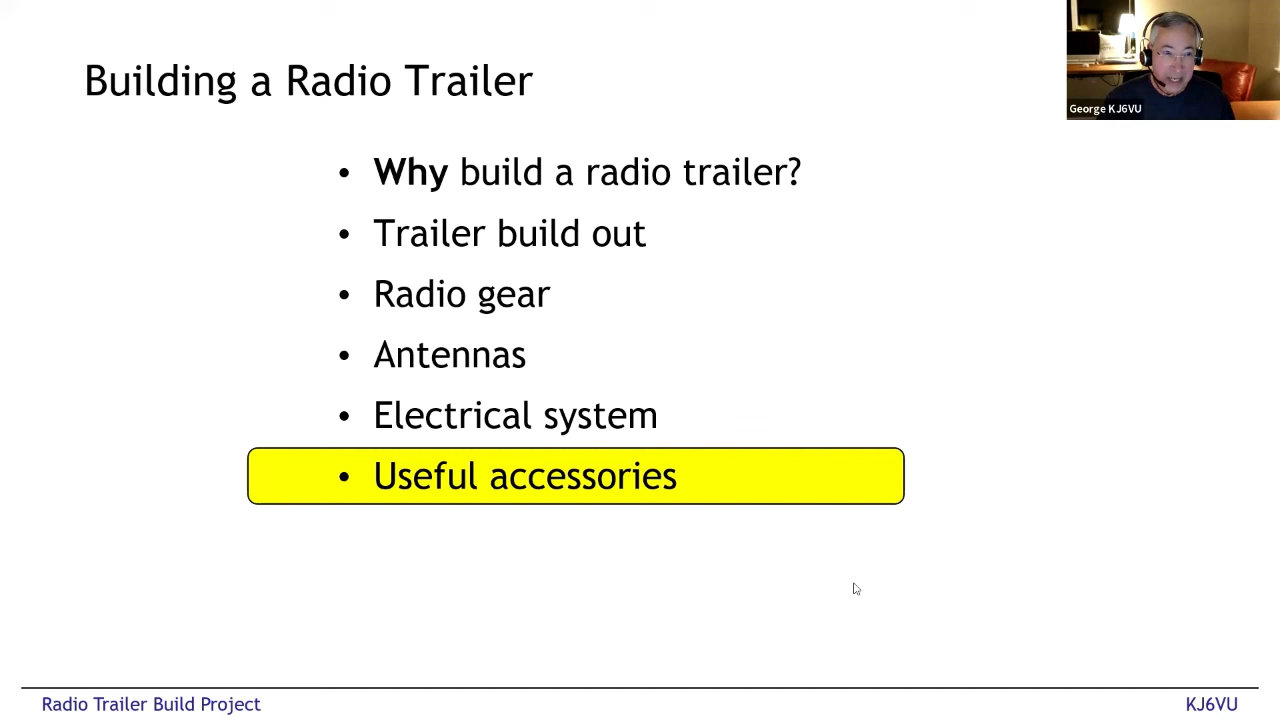 Building a Radio Trailer
George KJ6VU
• Why build a radio trailer?
• Trailer build out
• Radio gear
• Antennas
• Electrical system
• Useful accessories
Radio Trailer Build Project
KJ6VU